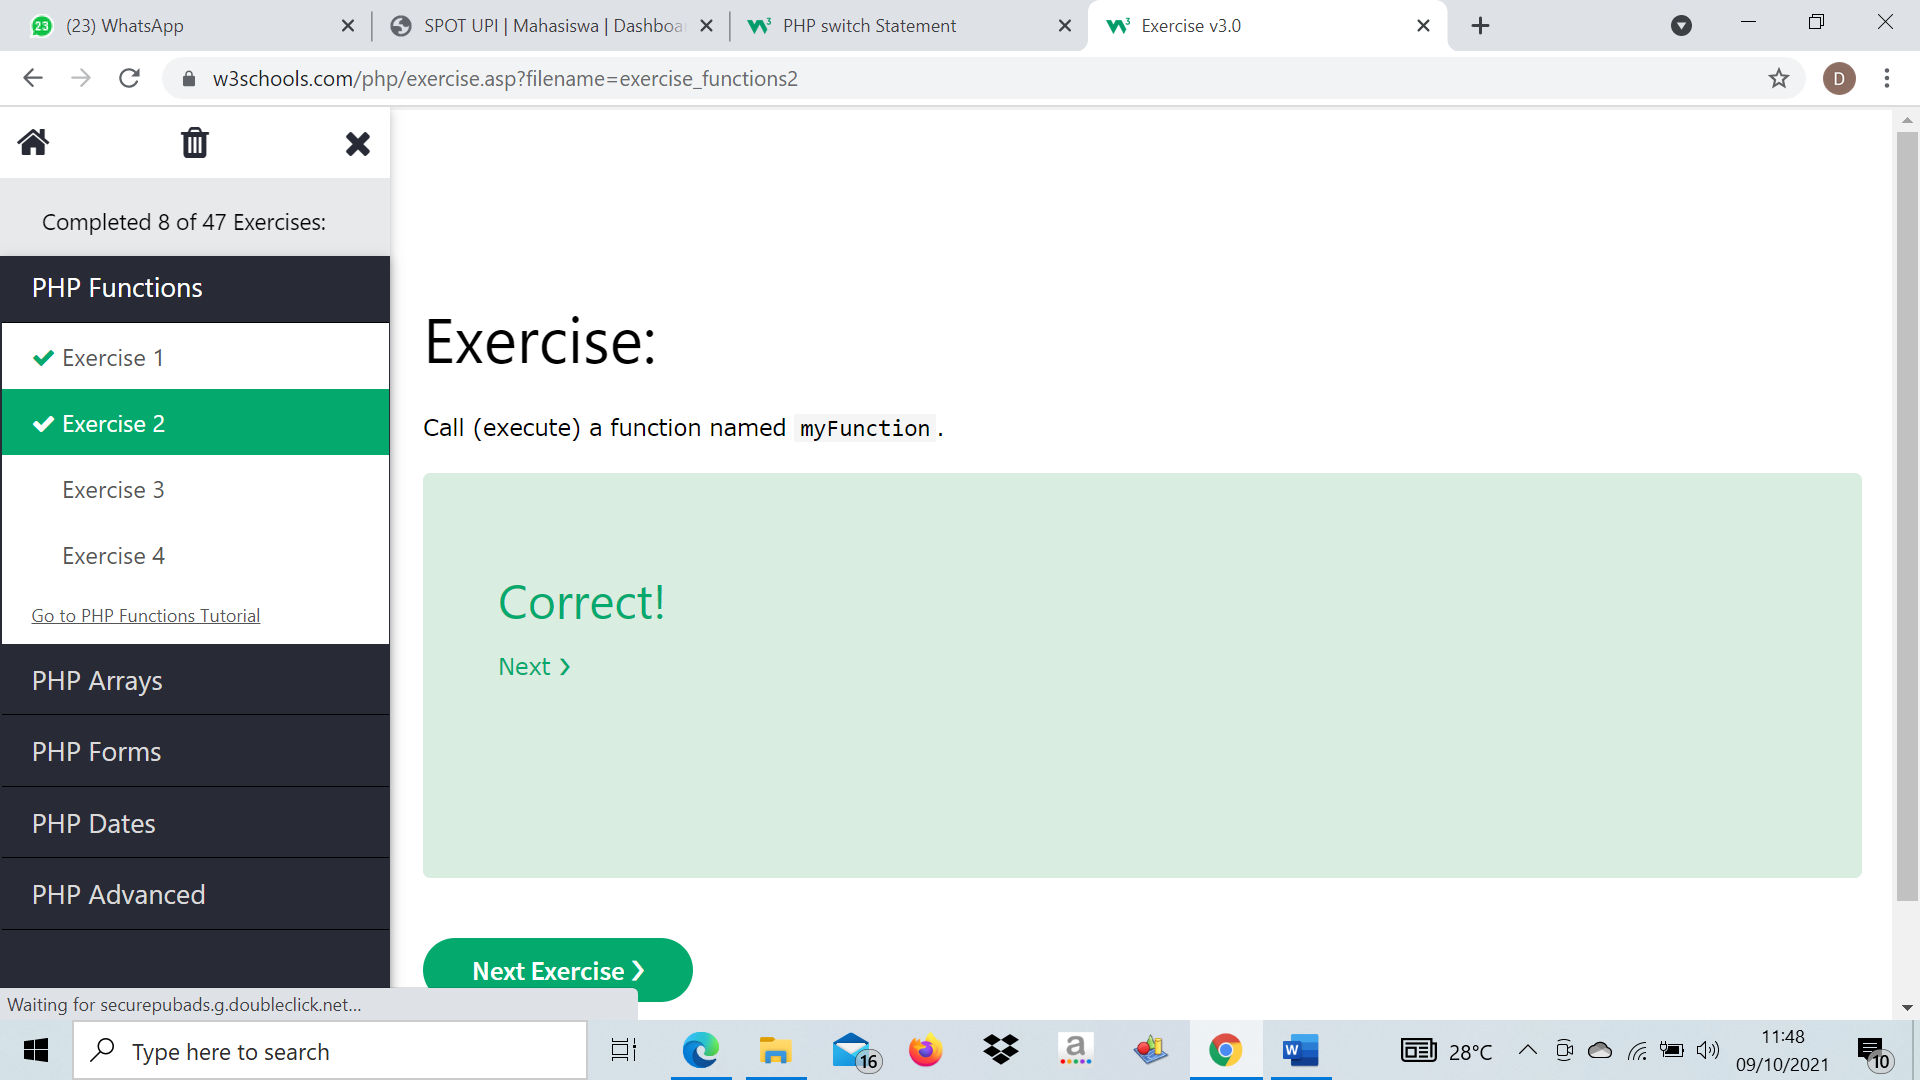 23 (23) WhatsApp
SPOT UPI | Mahasiswa | Dashboar
PHP switch Statement
Exercise v3.0
w3schools.com/php/exercise.asp?filename=exercise_functions2
D
Completed 8 of 47 Exercises:
PHP Functions
Exercise 1
Exercise 2
Exercise 3
Exercise 4
Go to PHP Functions Tutorial
PHP Arrays
PHP Forms
PHP Dates
PHP Advanced
Exercise:
Call (execute) a function named myFunction.
Correct!
Next ❯
Next Exercise ❯
Waiting for securepubads.g.doubleclick.net...
Type here to search
16
a
W
28°C
11:48
09/10/2021
10